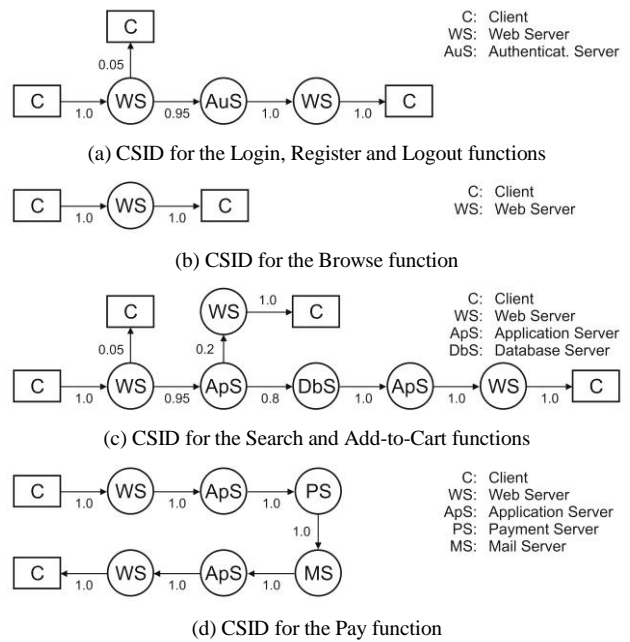 C
C: Client
WS: Web Server
AuS: Authenticat. Server
0.05
C WS AuS WS C
1.0 0.95 1.0 1.0
(a) CSID for the Login, Register and Logout functions
C WS C
1.0 1.0
C: Client
WS: Web Server
(b) CSID for the Browse function
C WS 1.0 C
C: Client
WS: Web Server
ApS: Application Server
DbS: Database Server
0.05 0.2
C WS ApS DbS ApS WS C
1.0 0.95 0.8 1.0 1.0 1.0
(c) CSID for the Search and Add-to-Cart functions
C WS ApS PS
1.0 1.0 1.0
C: Client
WS: Web Server
ApS: Application Server
PS: Payment Server
MS: Mail Server
1.0
C WS ApS MS
1.0 1.0 1.0
(d) CSID for the Pay function